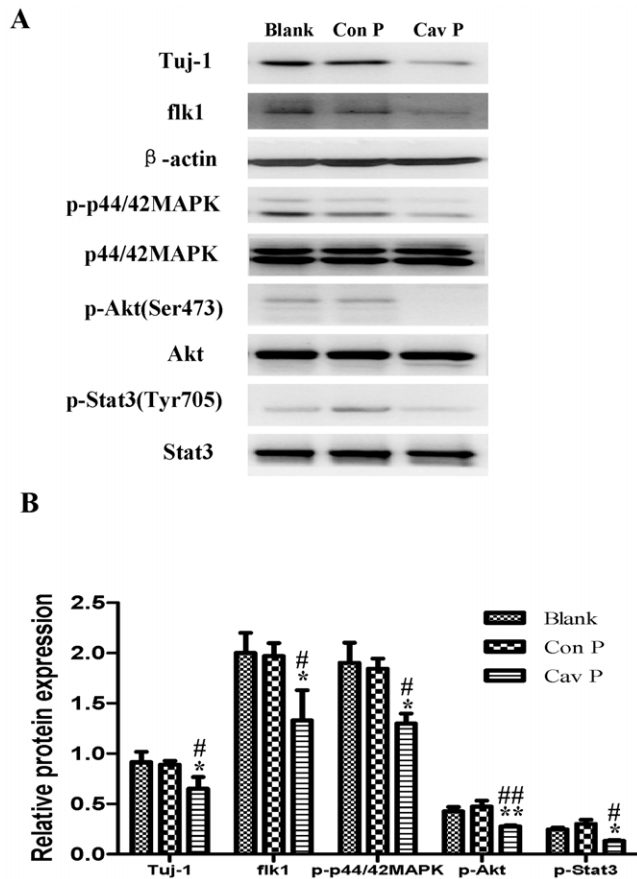 A
Blank Con P Cav P
Tuj-1
flk1
β-actin
p-p44/42MAPK
p44/42MAPK
p-Akt(Ser473)
Akt
p-Stat3(Tyr705)
Stat3
B
Relative protein expression
2.5
2.0
1.5
1.0
0.5
0.0
Blank
Con P
Cav P
#
*
#
*
#
*
##
**
#
*
Tuj-1 flk1 p-p44/42MAPK p-Akt p-Stat3